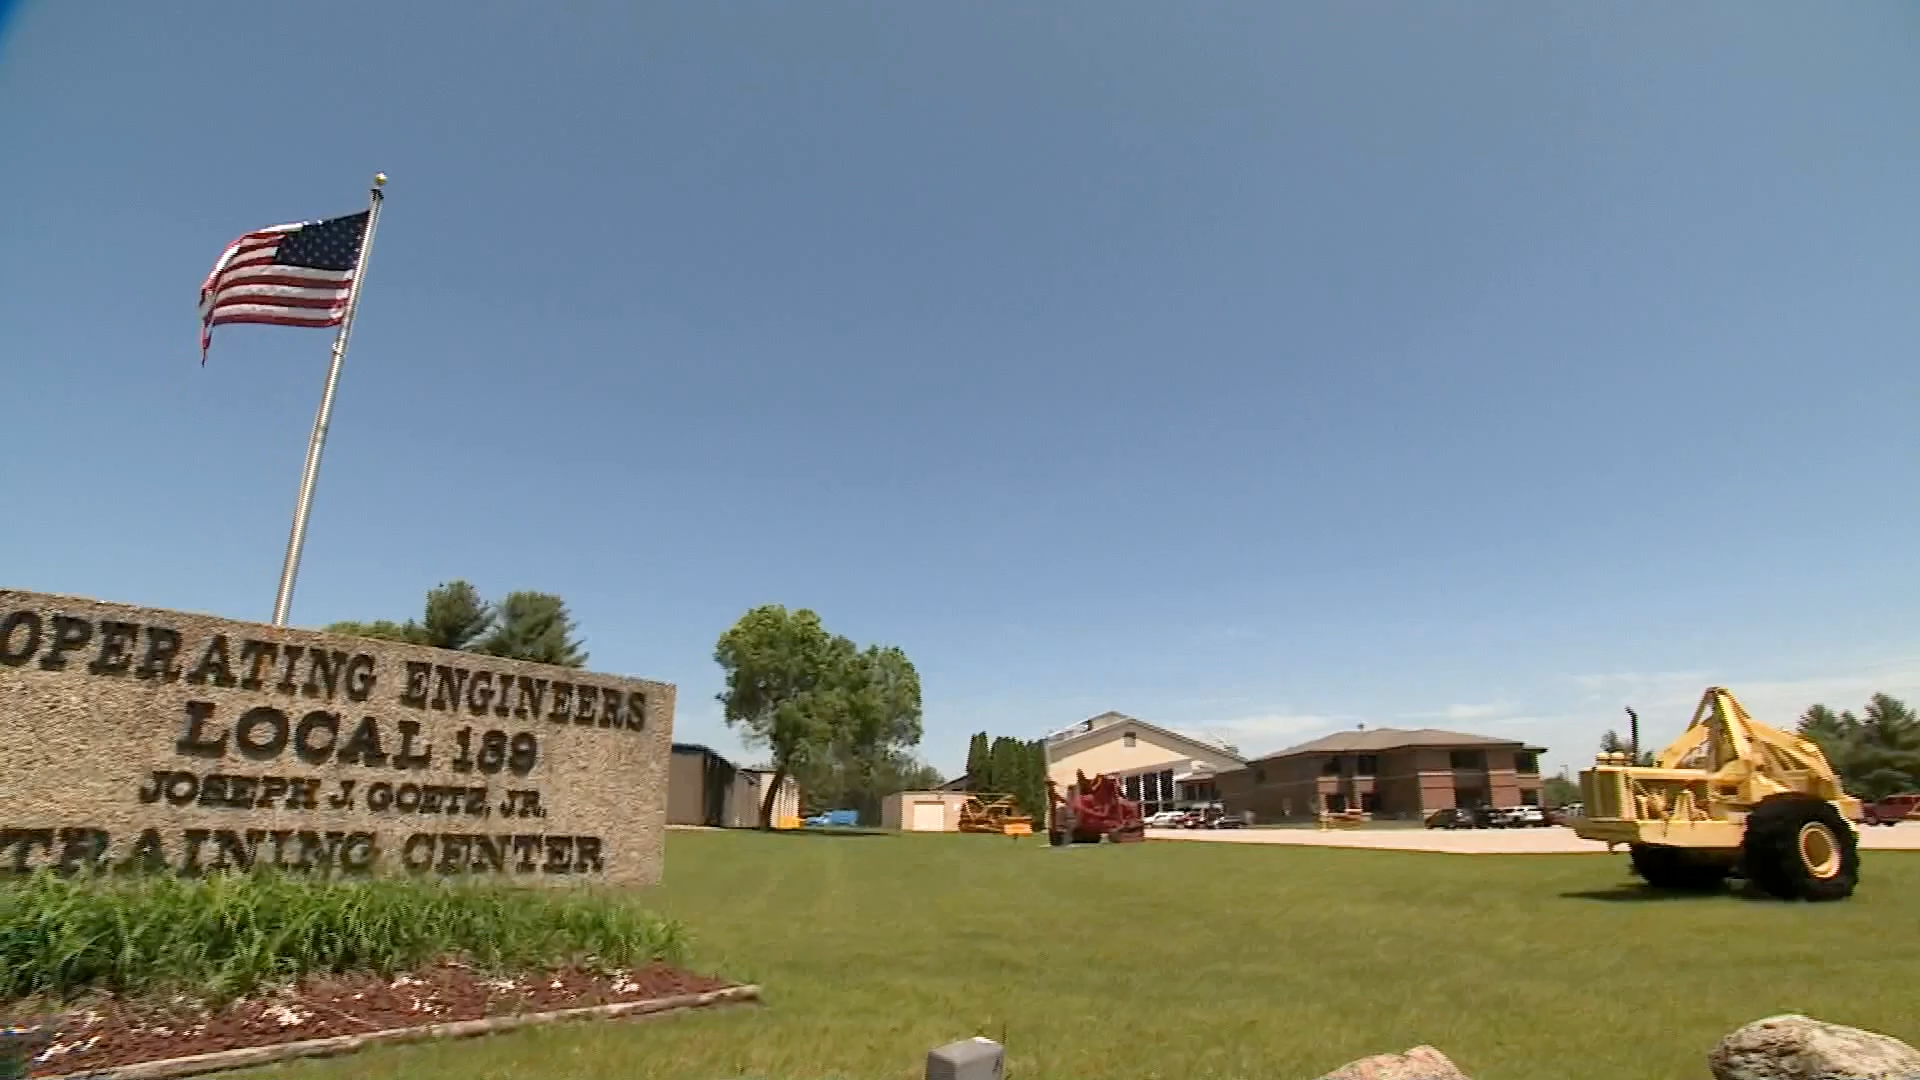 OPERATING ENGINEERS
LOCAL 139
JOSEPH J. GOETZ, JR.
TRAINING CENTER